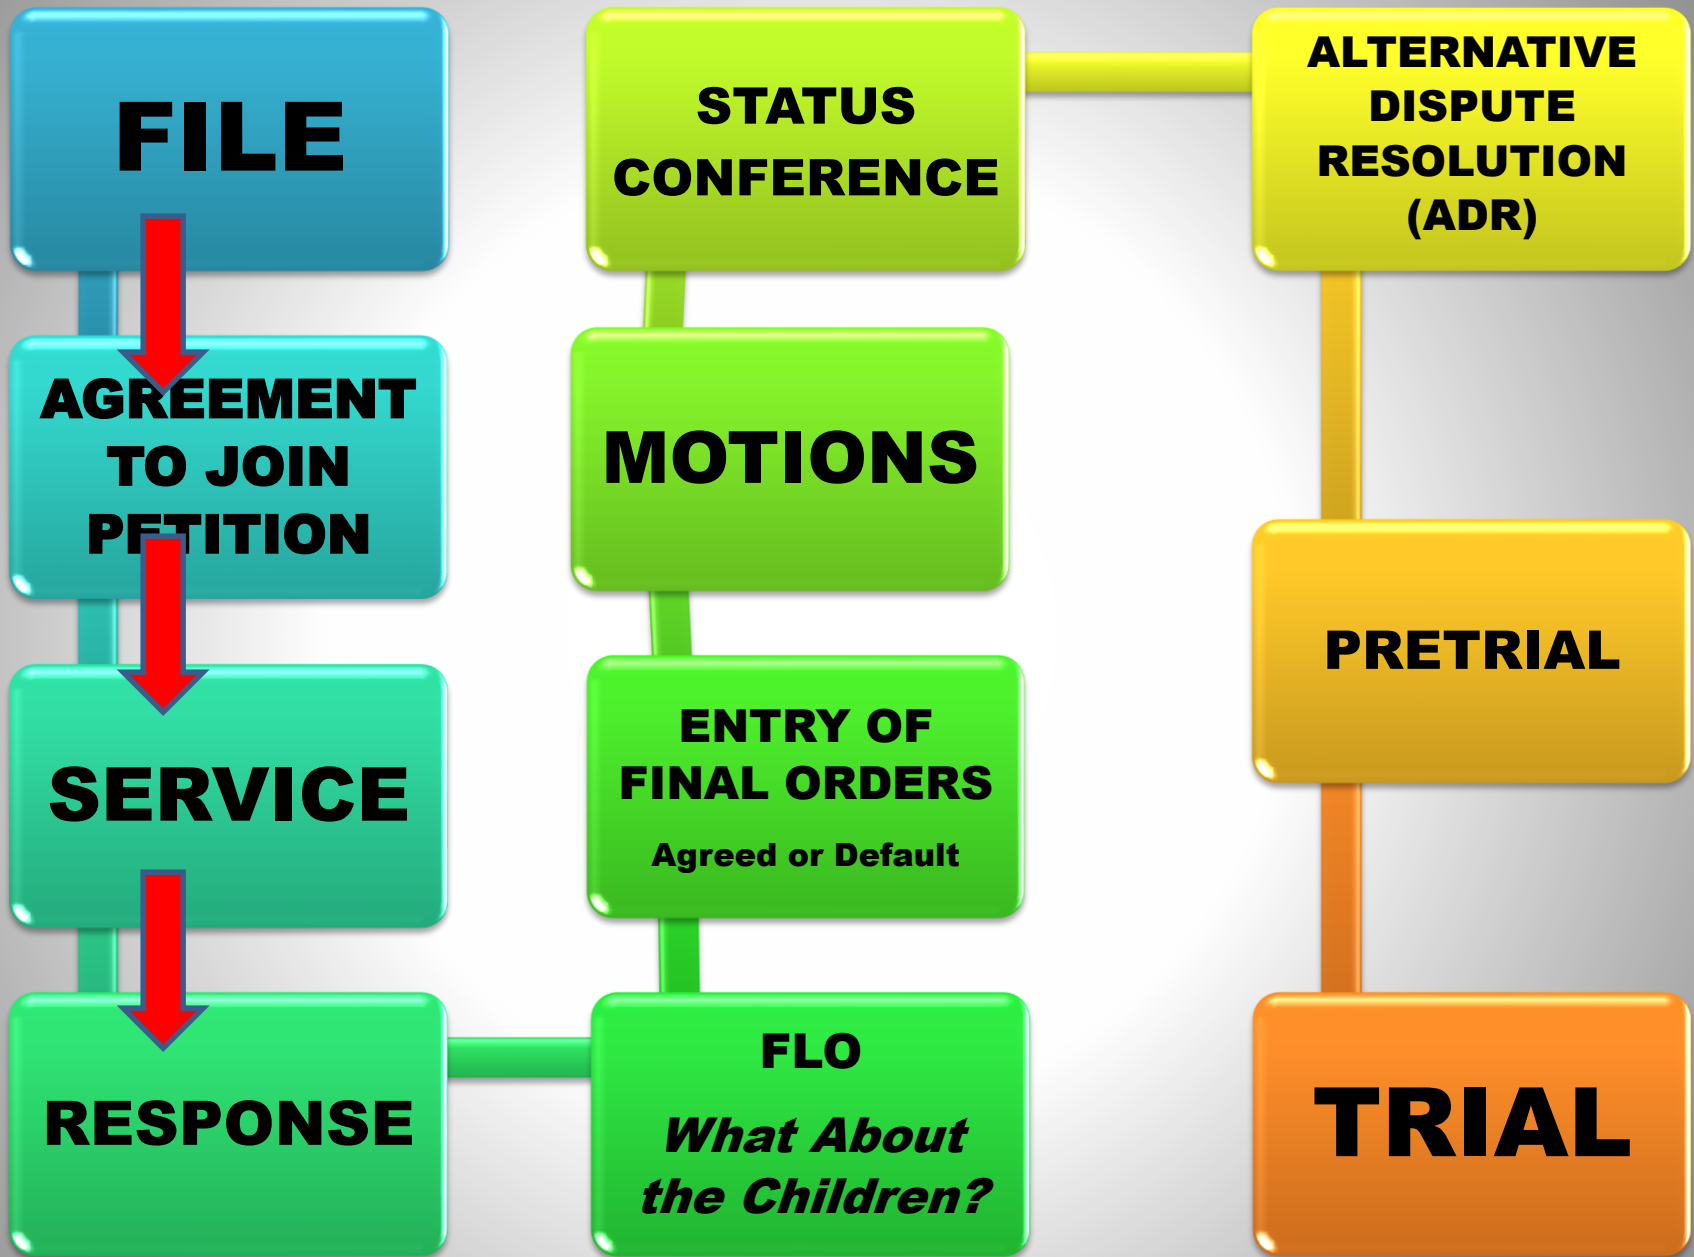 FILE
AGREEMENT
TO JOIN
PETITION
SERVICE
RESPONSE
FLO
What About
the Children?
ENTRY OF
FINAL ORDERS
Agreed or Default
MOTIONS
STATUS
CONFERENCE
ALTERNATIVE
DISPUTE
RESOLUTION
(ADR)
PRETRIAL
TRIAL